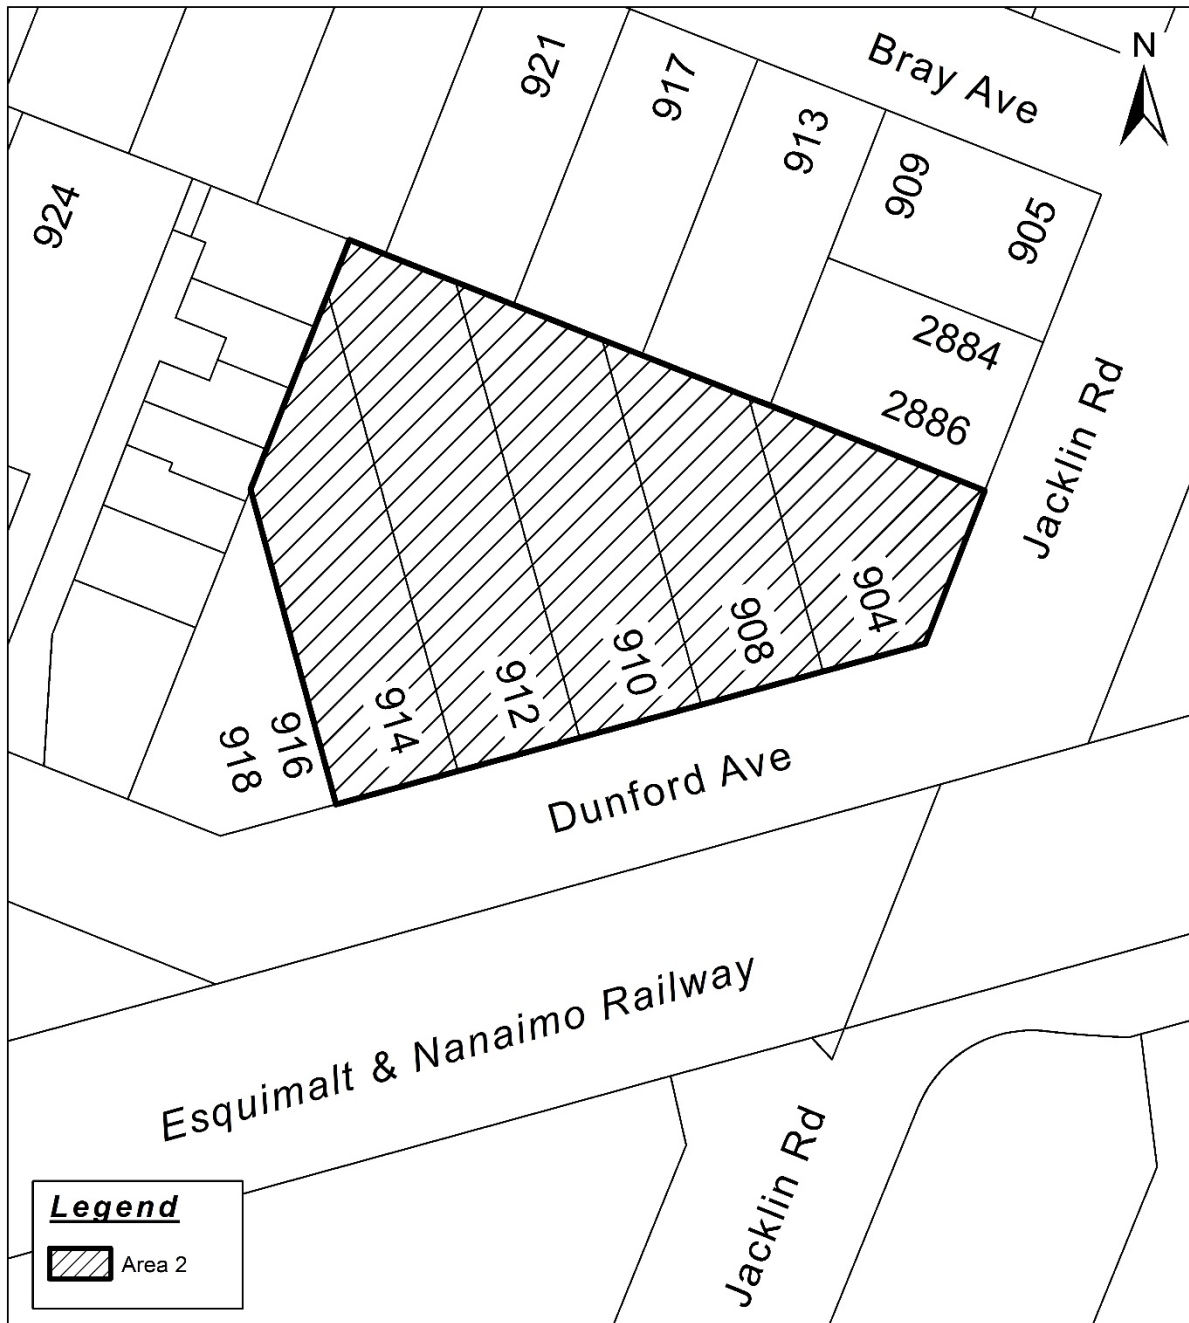 Bray Ave
N
921
917
913
909
905
924
2884
2886
Jacklin Rd
904
908
910
912
914
916
918
Dunford Ave
Esquimalt & Nanaimo Railway
Jacklin Rd
Legend
Area 2